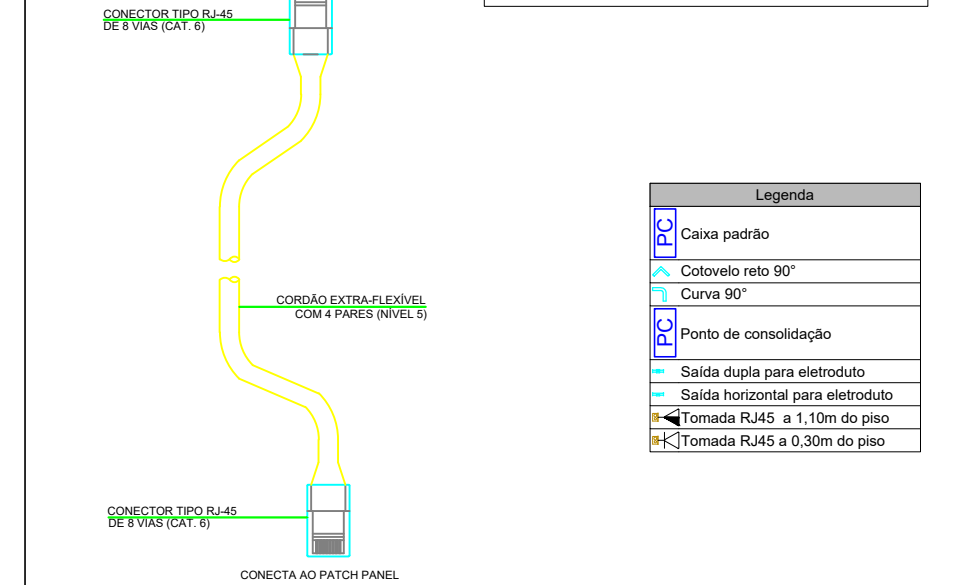 CONECTOR TIPO RJ-45
DE 8 VIAS (CAT. 6)
CORDÃO EXTRA-FLEXÍVEL
COM 4 PARES (NÍVEL 5)
CONECTOR TIPO RJ-45
DE 8 VIAS (CAT. 6)
CONECTA AO PATCH PANEL
Legenda
PC Caixa padrão
Cotovelo reto 90°
Curva 90°
PC Ponto de consolidação
Saída dupla para eletroduto
Saída horizontal para eletroduto
Tomada RJ45 a 1,10m do piso
Tomada RJ45 a 0,30m do piso